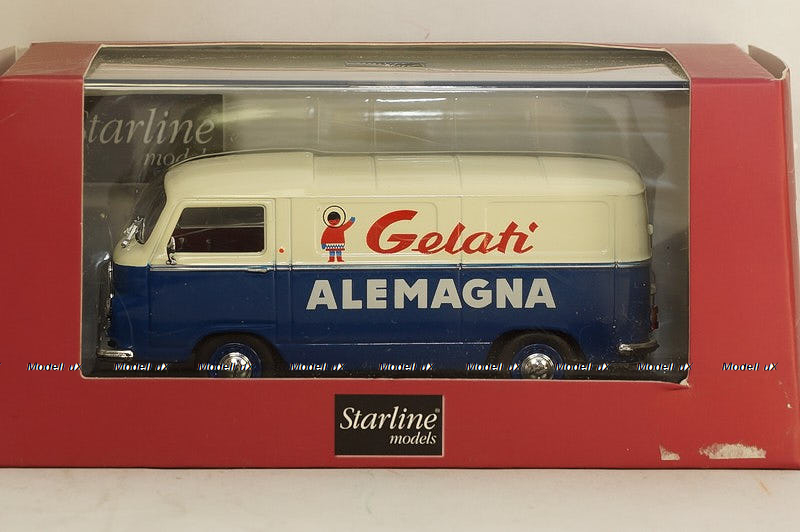 Starline
models
Gelati
ALEMAGNA
Model uX Model uX Model uX Model uX Model uX Model uX Model uX Model uX Model uX
Starline®
models